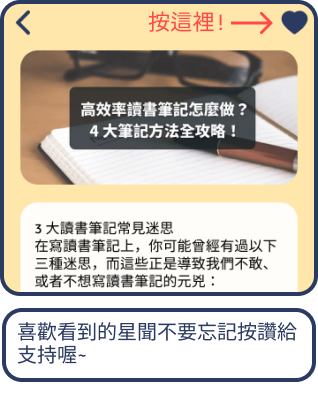 按這裡！
高效率讀書筆記怎麼做？
4 大筆記方法全攻略！
3 大讀書筆記常見迷思
在寫讀書筆記上，你可能曾經有過以下
三種迷思，而這些正是導致我們不敢、
或者不想寫讀書筆記的元兇：
喜歡看到的星聞不要忘記按讚給
支持喔~